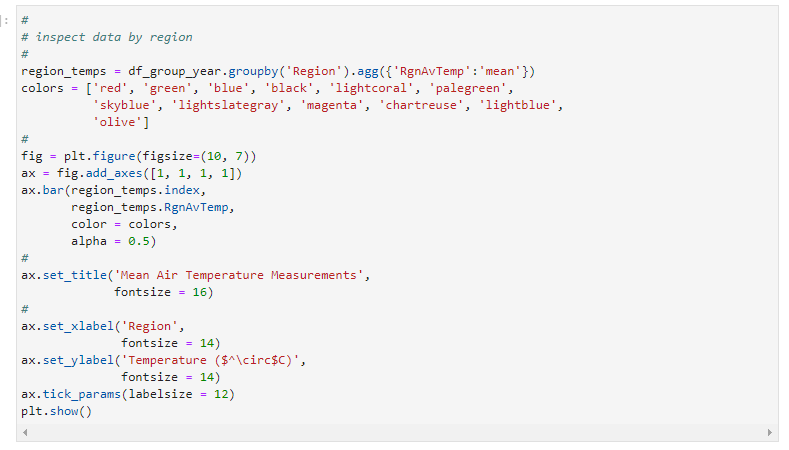 ]:
#
# inspect data by region
#
region_temps = df_group_year.groupby('Region').agg({'RgnAvTemp':'mean'})
colors = ['red', 'green', 'blue', 'black', 'lightcoral', 'palegreen',
          'skyblue', 'lightslategray', 'magenta', 'chartreuse', 'lightblue',
          'olive']
#
fig = plt.figure(figsize=(10, 7))
ax = fig.add_axes([1, 1, 1, 1])
ax.bar(region_temps.index,
       region_temps.RgnAvTemp,
       color = colors,
       alpha = 0.5)
#
ax.set_title('Mean Air Temperature Measurements',
             fontsize = 16)
#
ax.set_xlabel('Region',
              fontsize = 14)
ax.set_ylabel('Temperature ($^\circ$C)',
              fontsize = 14)
ax.tick_params(labelsize = 12)
plt.show()